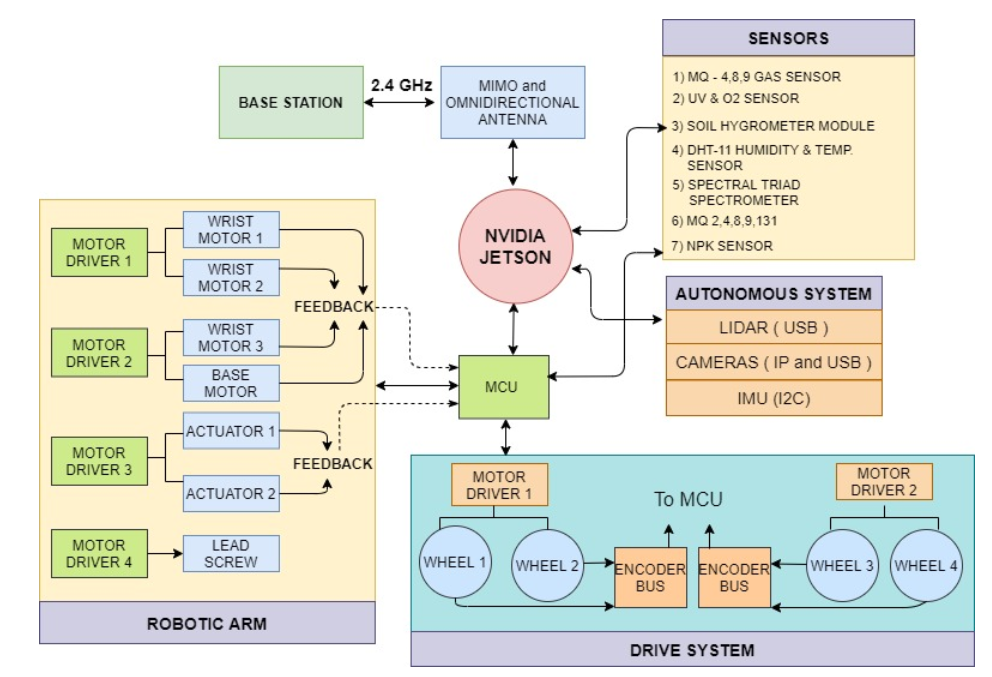 SENSORS
1) MQ - 4,8,9 GAS SENSOR
2) UV & O2 SENSOR
3) SOIL HYGROMETER MODULE
4) DHT-11 HUMIDITY & TEMP.
SENSOR
5) SPECTRAL TRIAD
SPECTROMETER
6) MQ 2,4,8,9,131
7) NPK SENSOR
BASE STATION
2.4 GHz
MIMO and
OMNIDIRECTIONAL
ANTENNA
NVIDIA
JETSON
AUTONOMOUS SYSTEM
LIDAR ( USB )
CAMERAS ( IP and USB )
IMU (I2C)
MCU
MOTOR
DRIVER 1
WRIST
MOTOR 1
WRIST
MOTOR 2
FEEDBACK
MOTOR
DRIVER 2
WRIST
MOTOR 3
BASE
MOTOR
MOTOR
DRIVER 3
ACTUATOR 1
FEEDBACK
ACTUATOR 2
MOTOR
DRIVER 4
LEAD
SCREW
ROBOTIC ARM
MOTOR
DRIVER 1
To MCU
MOTOR
DRIVER 2
WHEEL 1
WHEEL 2
ENCODER
BUS
ENCODER
BUS
WHEEL 3
WHEEL 4
DRIVE SYSTEM